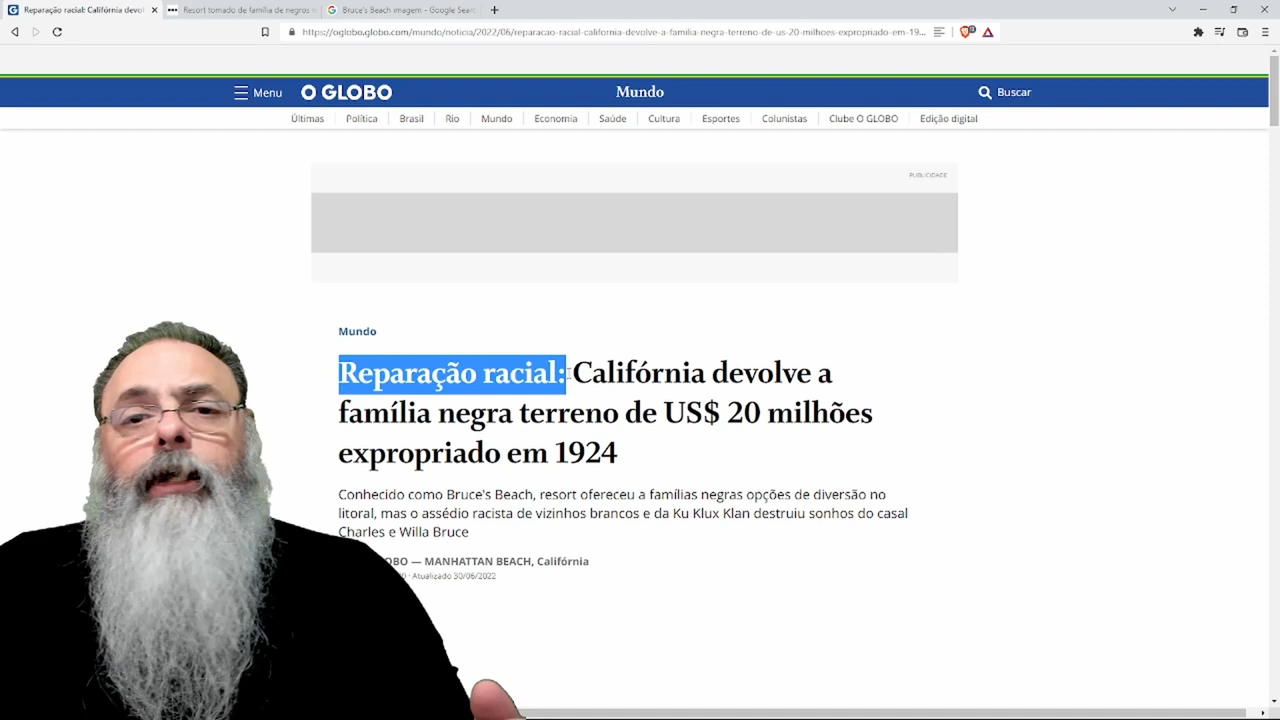 Reparação racial: Califórnia devol
Resort tomado de família de negros
Bruce's Beach imagem - Google Sear
https://oglobo.globo.com/mundo/noticia/2022/06/reparacao-racial-california-devolve-a-familia-negra-terreno-de-us-20-milhoes-expropriado-em-19...
Menu
O GLOBO
Mundo
Buscar
Últimas Política Brasil Rio Mundo Economia Saúde Cultura Esportes Colunistas Clube O GLOBO Edição digital
PUBLICIDADE
Mundo
Reparação racial: Califórnia devolve a
família negra terreno de US$ 20 milhões
expropriado em 1924
Conhecido como Bruce's Beach, resort ofereceu a famílias negras opções de diversão no
litoral, mas o assédio racista de vizinhos brancos e da Ku Klux Klan destruiu sonhos do casal
Charles e Willa Bruce
OBO — MANHATTAN BEACH, Califórnia
· Atualizado 30/06/2022